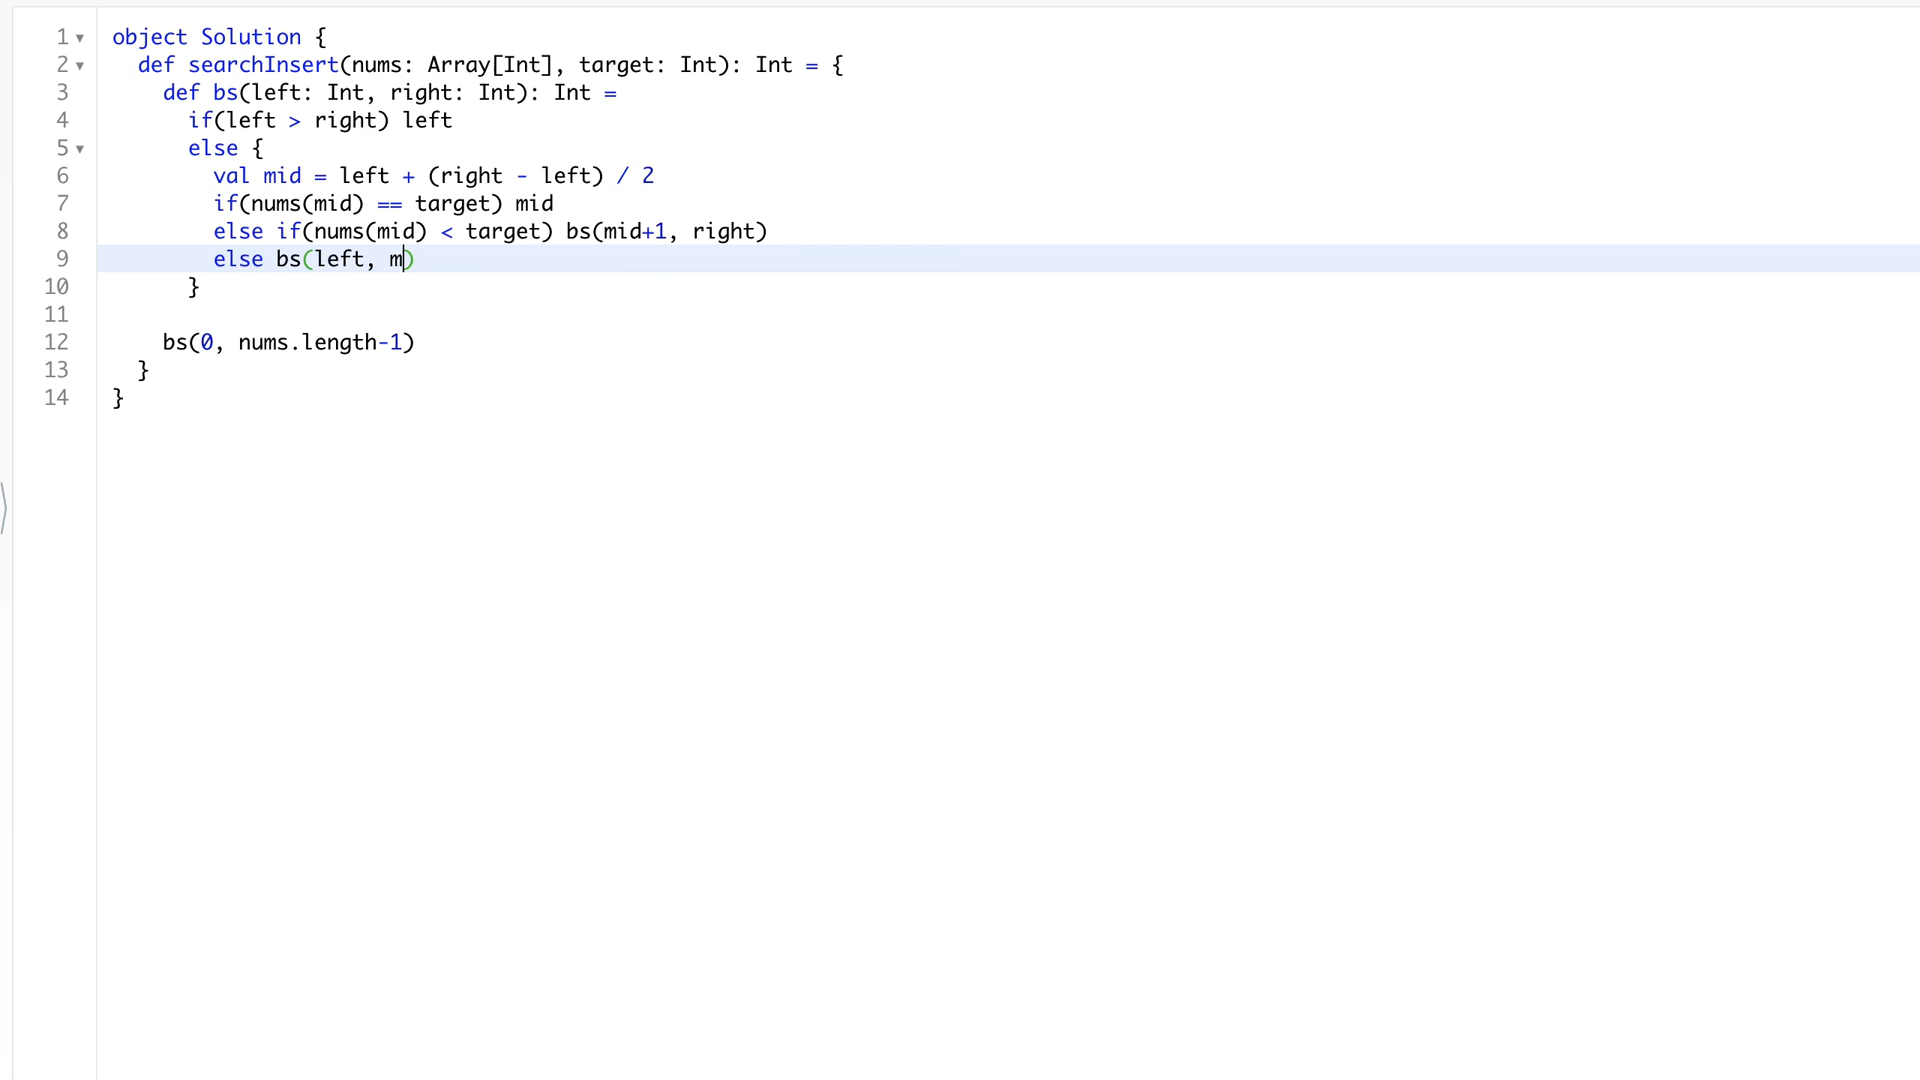 1 object Solution {
2   def searchInsert(nums: Array[Int], target: Int): Int = {
3     def bs(left: Int, right: Int): Int =
4       if(left > right) left
5       else {
6         val mid = left + (right - left) / 2
7         if(nums(mid) == target) mid
8         else if(nums(mid) < target) bs(mid+1, right)
9         else bs(left, m)
10       }
11
12     bs(0, nums.length-1)
13   }
14 }